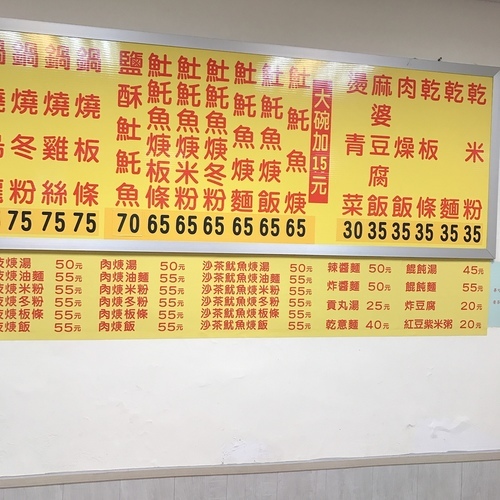 鍋燒 75
鍋燒冬粉 75
鍋燒雞絲 75
鍋燒板條 75
鹽酥魠魠魚 70
魠魠魚焿板條 65
魠魠魚焿米粉 65
魠魠魚焿冬粉 65
魠魠魚焿麵 65
魠魠魚焿飯 65
魠魠魚焿 65
大碗加15元
燙青菜 30
麻婆豆腐飯 35
肉燥飯 35
乾板條 35
乾麵 35
乾米粉 35
焿湯 50元
焿油麵 55元
焿米粉 55元
焿冬粉 55元
焿板條 55元
焿飯 55元
肉焿湯 50元
肉焿油麵 55元
肉焿米粉 55元
肉焿冬粉 55元
肉焿板條 55元
肉焿飯 55元
沙茶魷魚焿湯 50元
沙茶魷魚焿油麵 55元
沙茶魷魚焿米粉 55元
沙茶魷魚焿冬粉 55元
沙茶魷魚焿板條 55元
沙茶魷魚焿飯 55元
辣醬麵 50元
炸醬麵 50元
貢丸湯 25元
乾意麵 40元
餛飩湯 45元
餛飩麵 55元
炸豆腐 20元
紅豆紫米粥 20元